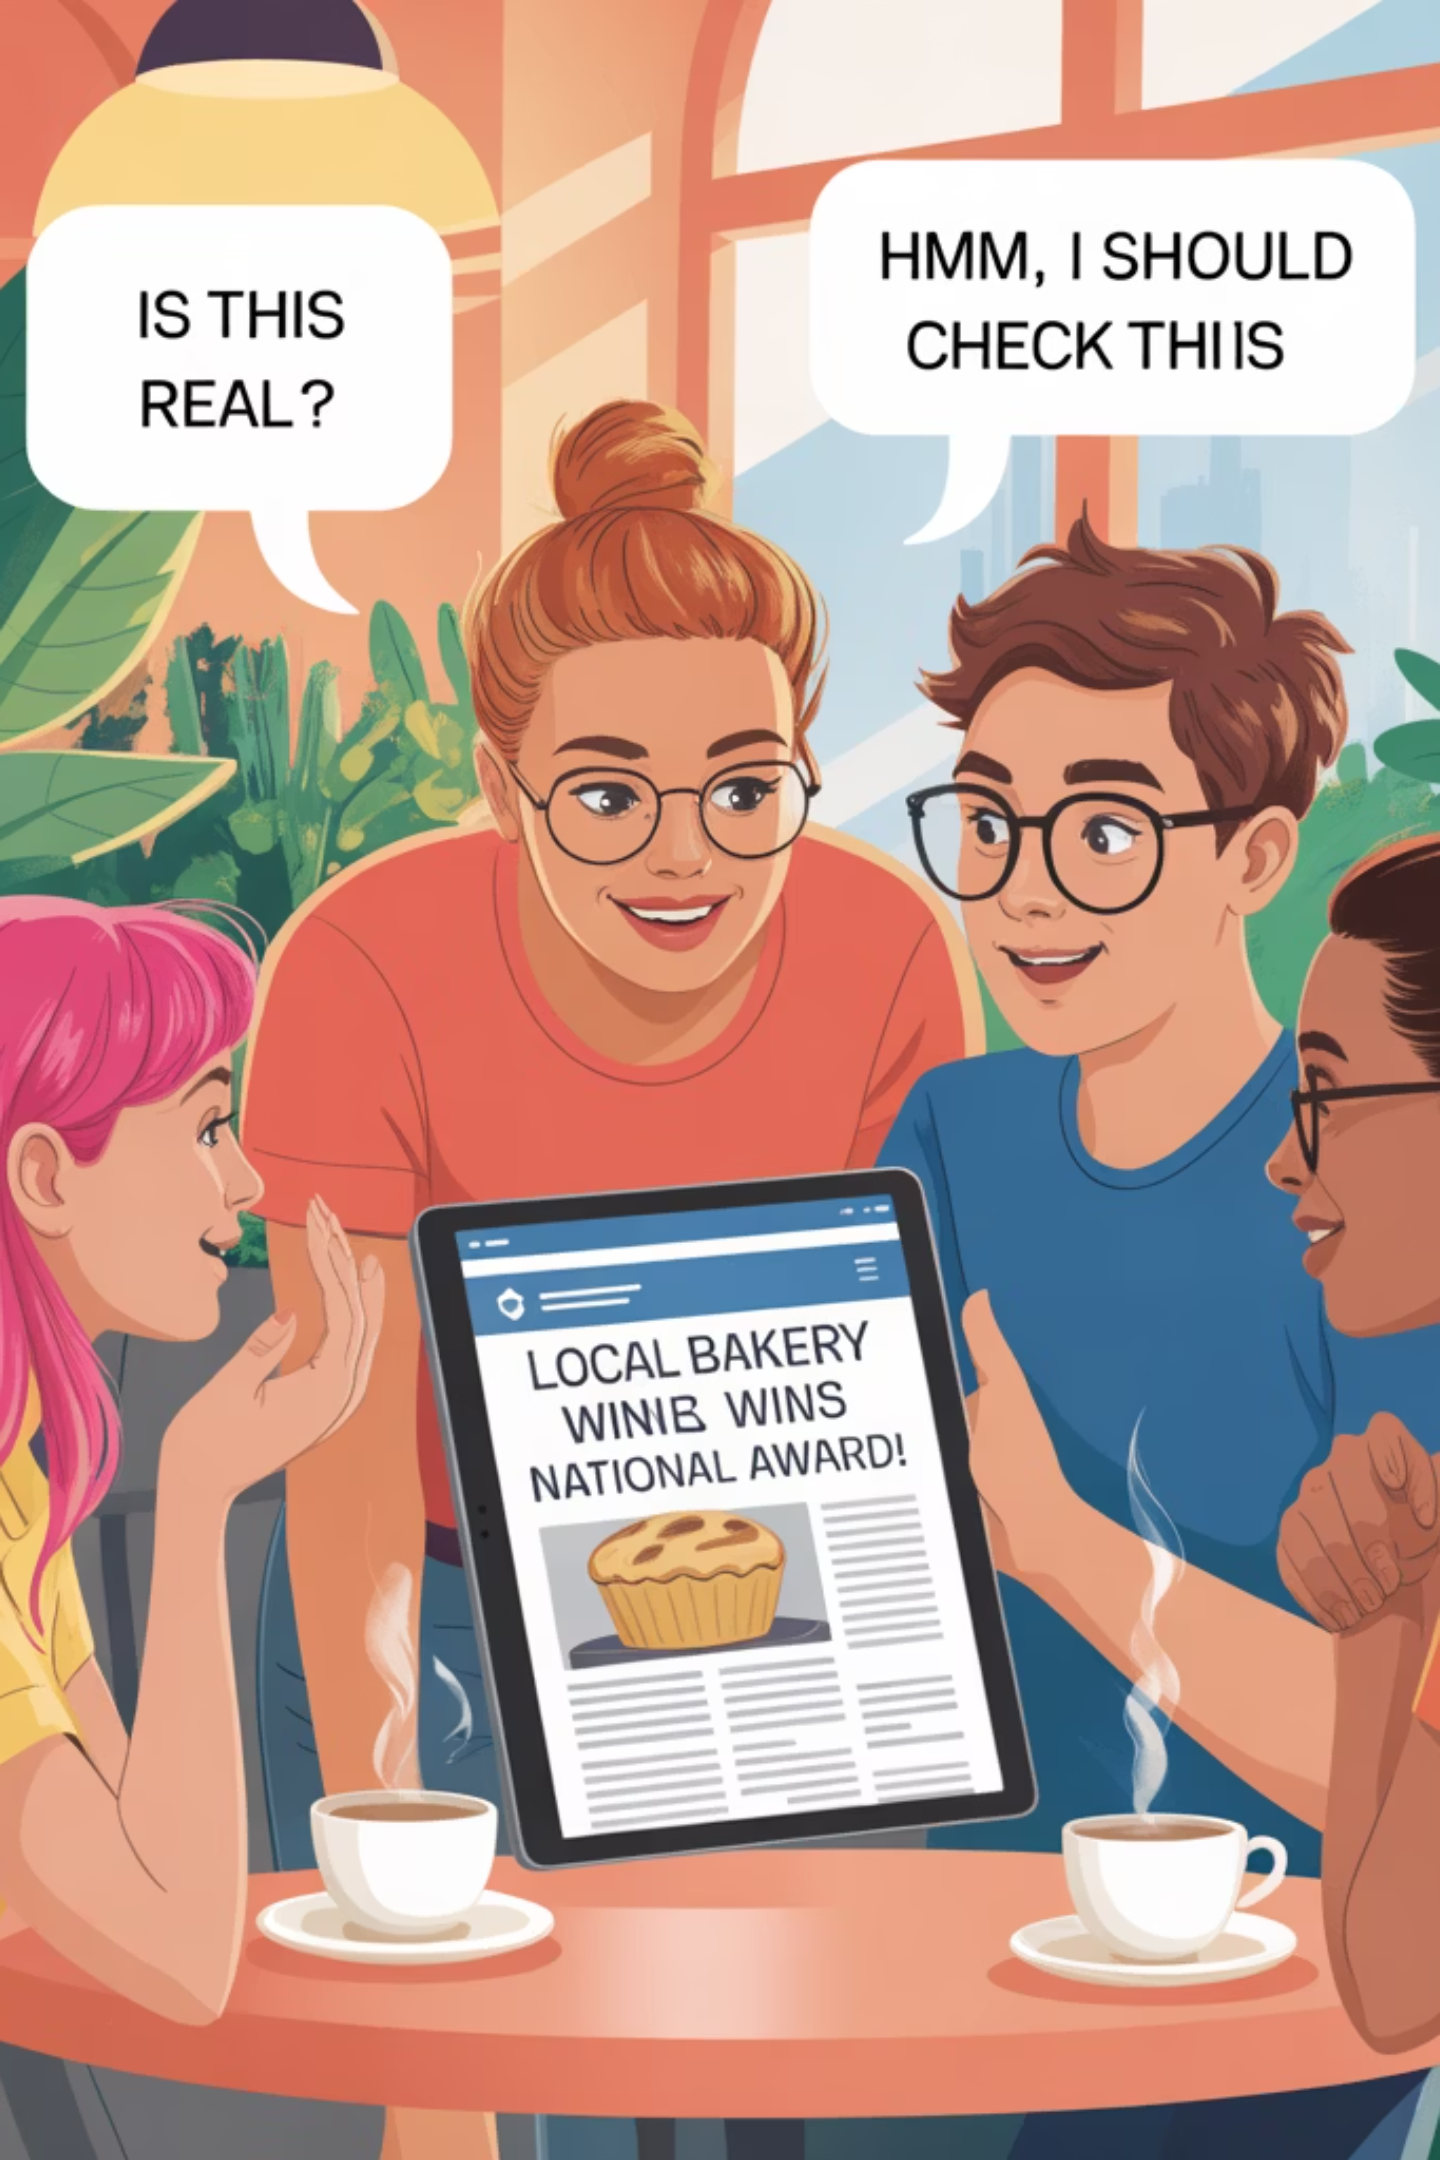 IS THIS
REAL?
HMM, I SHOULD
CHECK THIIS
LOCAL BAKERY
WINIB WINS
NATIONAL AWARD!